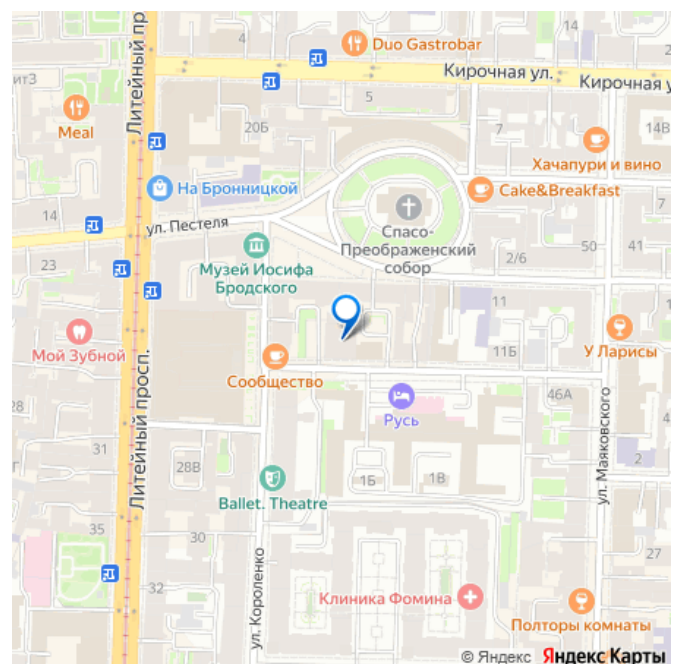 4
Duo Gastrobar
Кирочная ул.
Кирочная у
Литейный пр
ит3
Meal
5
20Б
7
14В
Хачапури и вино
На Бронницкой
Cake&Breakfast
14
ул. Пестеля
Спасо-
Преображенский
собор
50
41
2/6
23
Музей Иосифа
Бродского
11
Мой Зубной
У Ларисы
11Б
Сообщество
46А
Русь
28
Литейный просп.
ул. Маяковского
31
28В
1Б
1В
2
Ballet. Theatre
35
30
27
ул. Короленко
32
Клиника Фомина
Полторы комнаты
© Яндекс Яндекс Карты